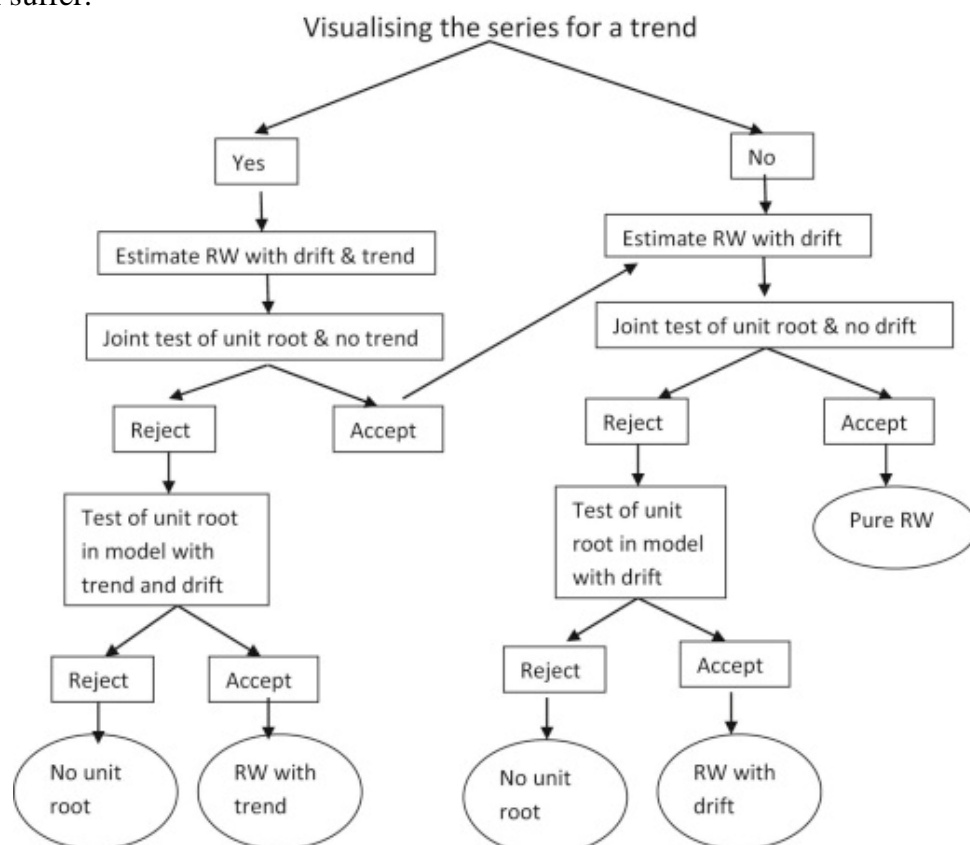 Visualising the series for a trend
Yes
No
Estimate RW with drift & trend
Estimate RW with drift
Joint test of unit root & no trend
Joint test of unit root & no drift
Reject
Accept
Reject
Accept
Test of unit root
in model with
trend and drift
Test of unit
root in model
with drift
Pure RW
Reject
Accept
Reject
Accept
No unit
root
RW with
trend
No unit
root
RW with
drift